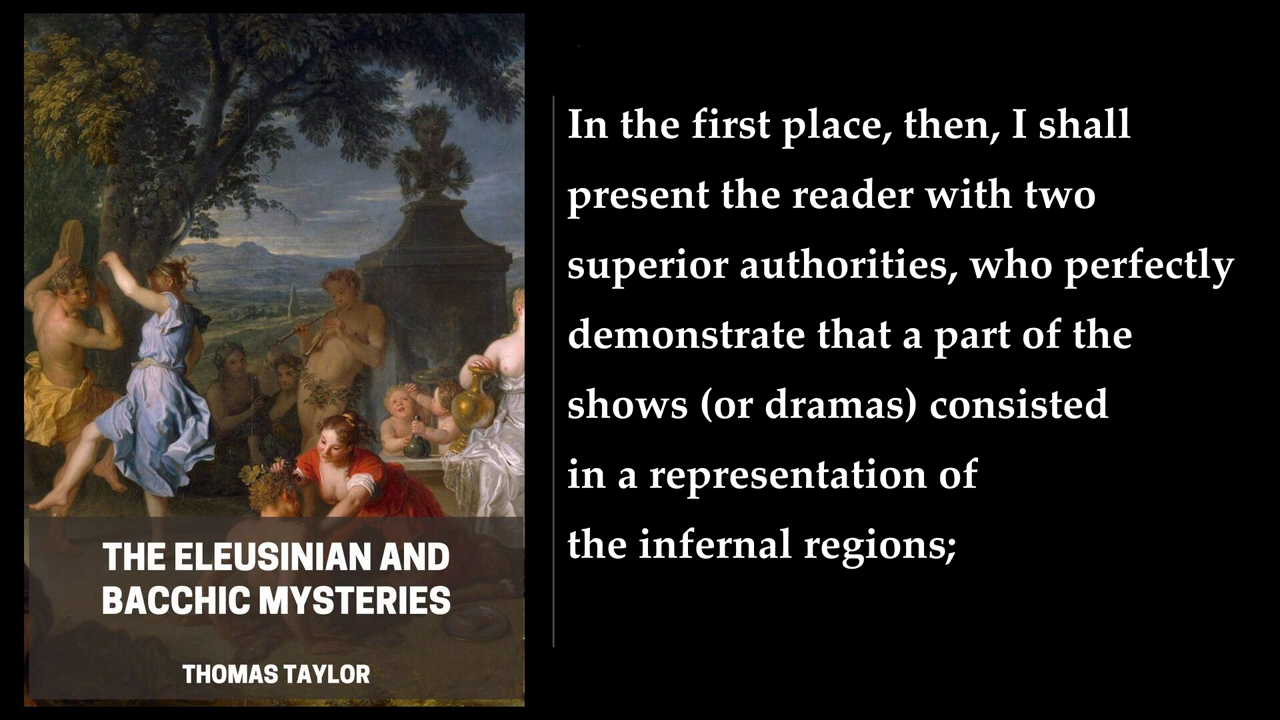 In the first place, then, I shall
present the reader with two
superior authorities, who perfectly
demonstrate that a part of the
shows (or dramas) consisted
in a representation of
the infernal regions;
THE ELEUSINIAN AND
BACCHIC MYSTERIES
THOMAS TAYLOR